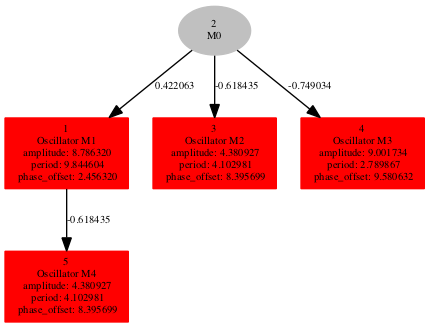 2
M0
0.422063
-0.618435
-0.749034
1
Oscillator M1
amplitude: 8.786320
period: 9.844604
phase_offset: 2.456320
3
Oscillator M2
amplitude: 4.380927
period: 4.102981
phase_offset: 8.395699
4
Oscillator M3
amplitude: 9.001734
period: 2.789867
phase_offset: 9.580632
-0.618435
5
Oscillator M4
amplitude: 4.380927
period: 4.102981
phase_offset: 8.395699